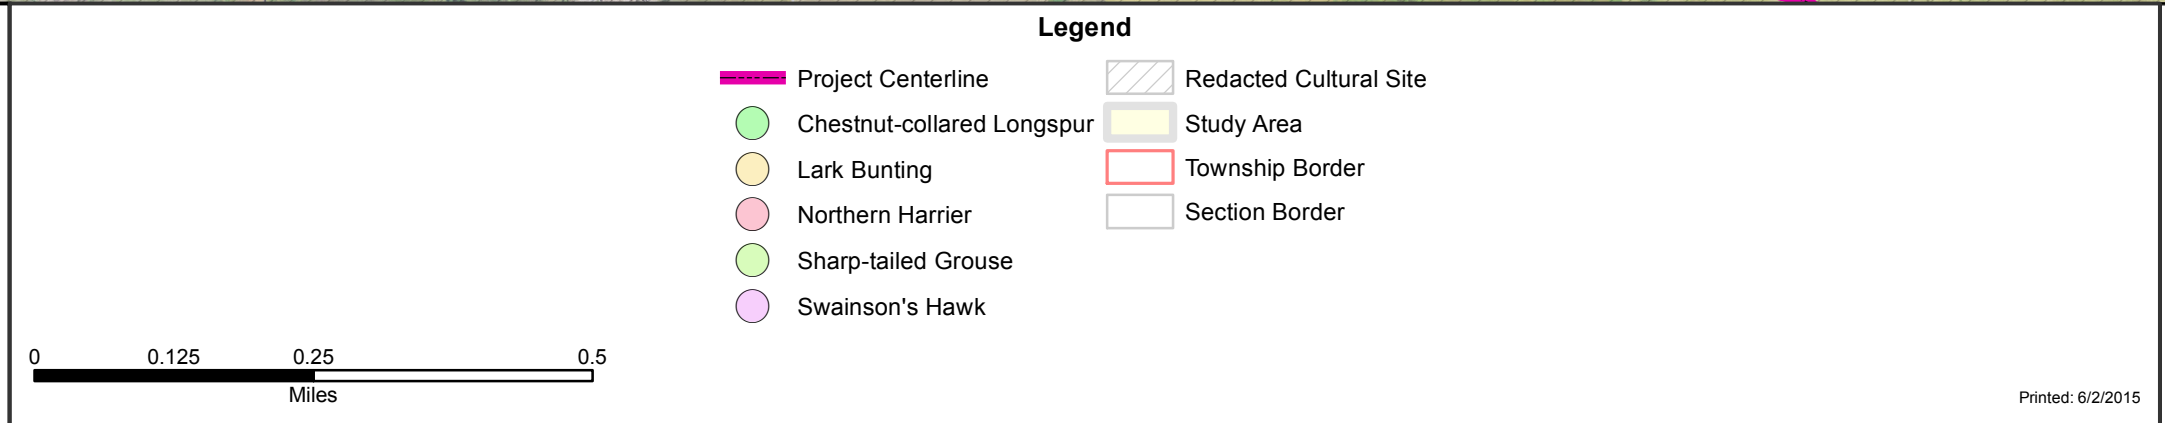 Legend
Project Centerline
Chestnut-collared Longspur
Lark Bunting
Northern Harrier
Sharp-tailed Grouse
Swainson's Hawk
Redacted Cultural Site
Study Area
Township Border
Section Border
0 0.125 0.25 0.5
Miles
Printed: 6/2/2015